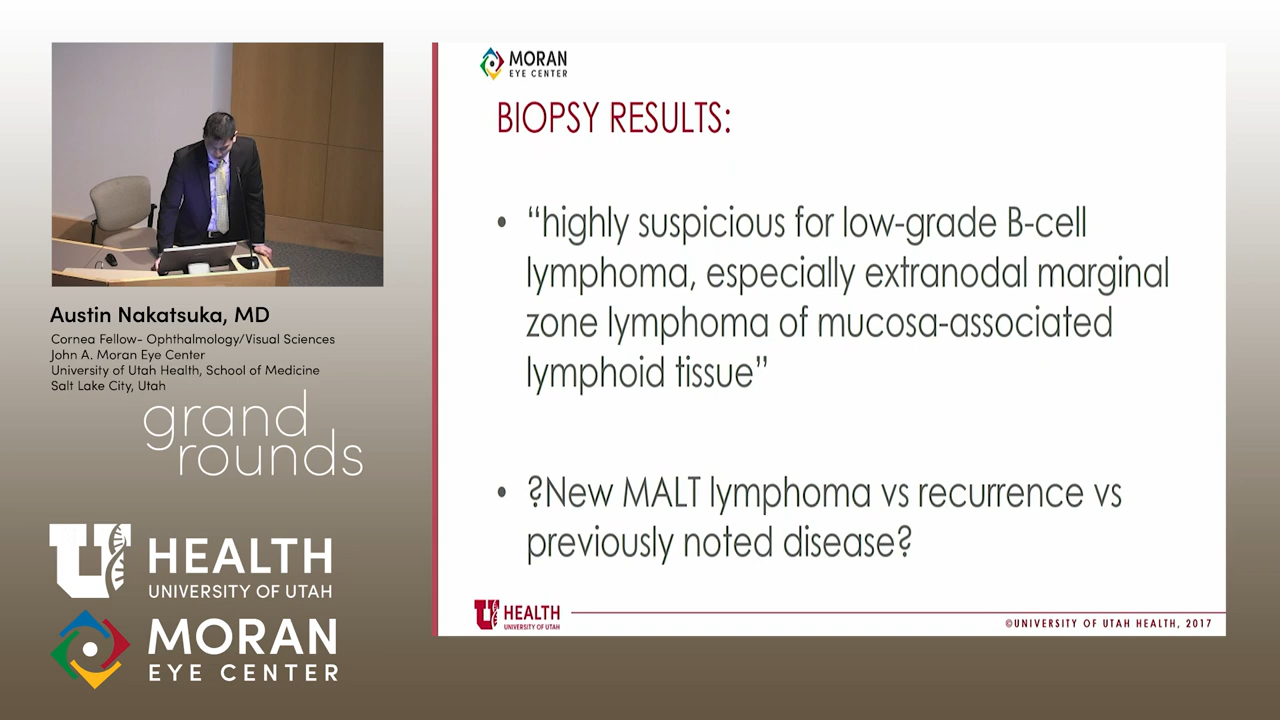 Austin Nakatsuka, MD
Cornea Fellow- Ophthalmology/Visual Sciences
John A. Moran Eye Center
University of Utah Health, School of Medicine
Salt Lake City, Utah
grand
rounds
U HEALTH
UNIVERSITY OF UTAH
MORAN
EYE CENTER
MORAN
EYE CENTER
BIOPSY RESULTS:
• “highly suspicious for low-grade B-cell
lymphoma, especially extranodal marginal
zone lymphoma of mucosa-associated
lymphoid tissue”
• ?New MALT lymphoma vs recurrence vs
previously noted disease?
U HEALTH
UNIVERSITY OF UTAH
©UNIVERSITY OF UTAH HEALTH, 2017